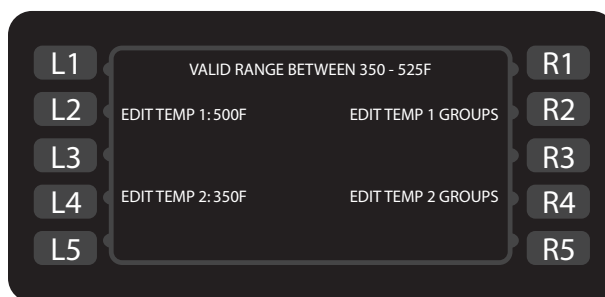 L1 VALID RANGE BETWEEN 350 - 525F R1
L2 EDIT TEMP 1: 500F EDIT TEMP 1 GROUPS R2
L3 R3
L4 EDIT TEMP 2: 350F EDIT TEMP 2 GROUPS R4
L5 R5